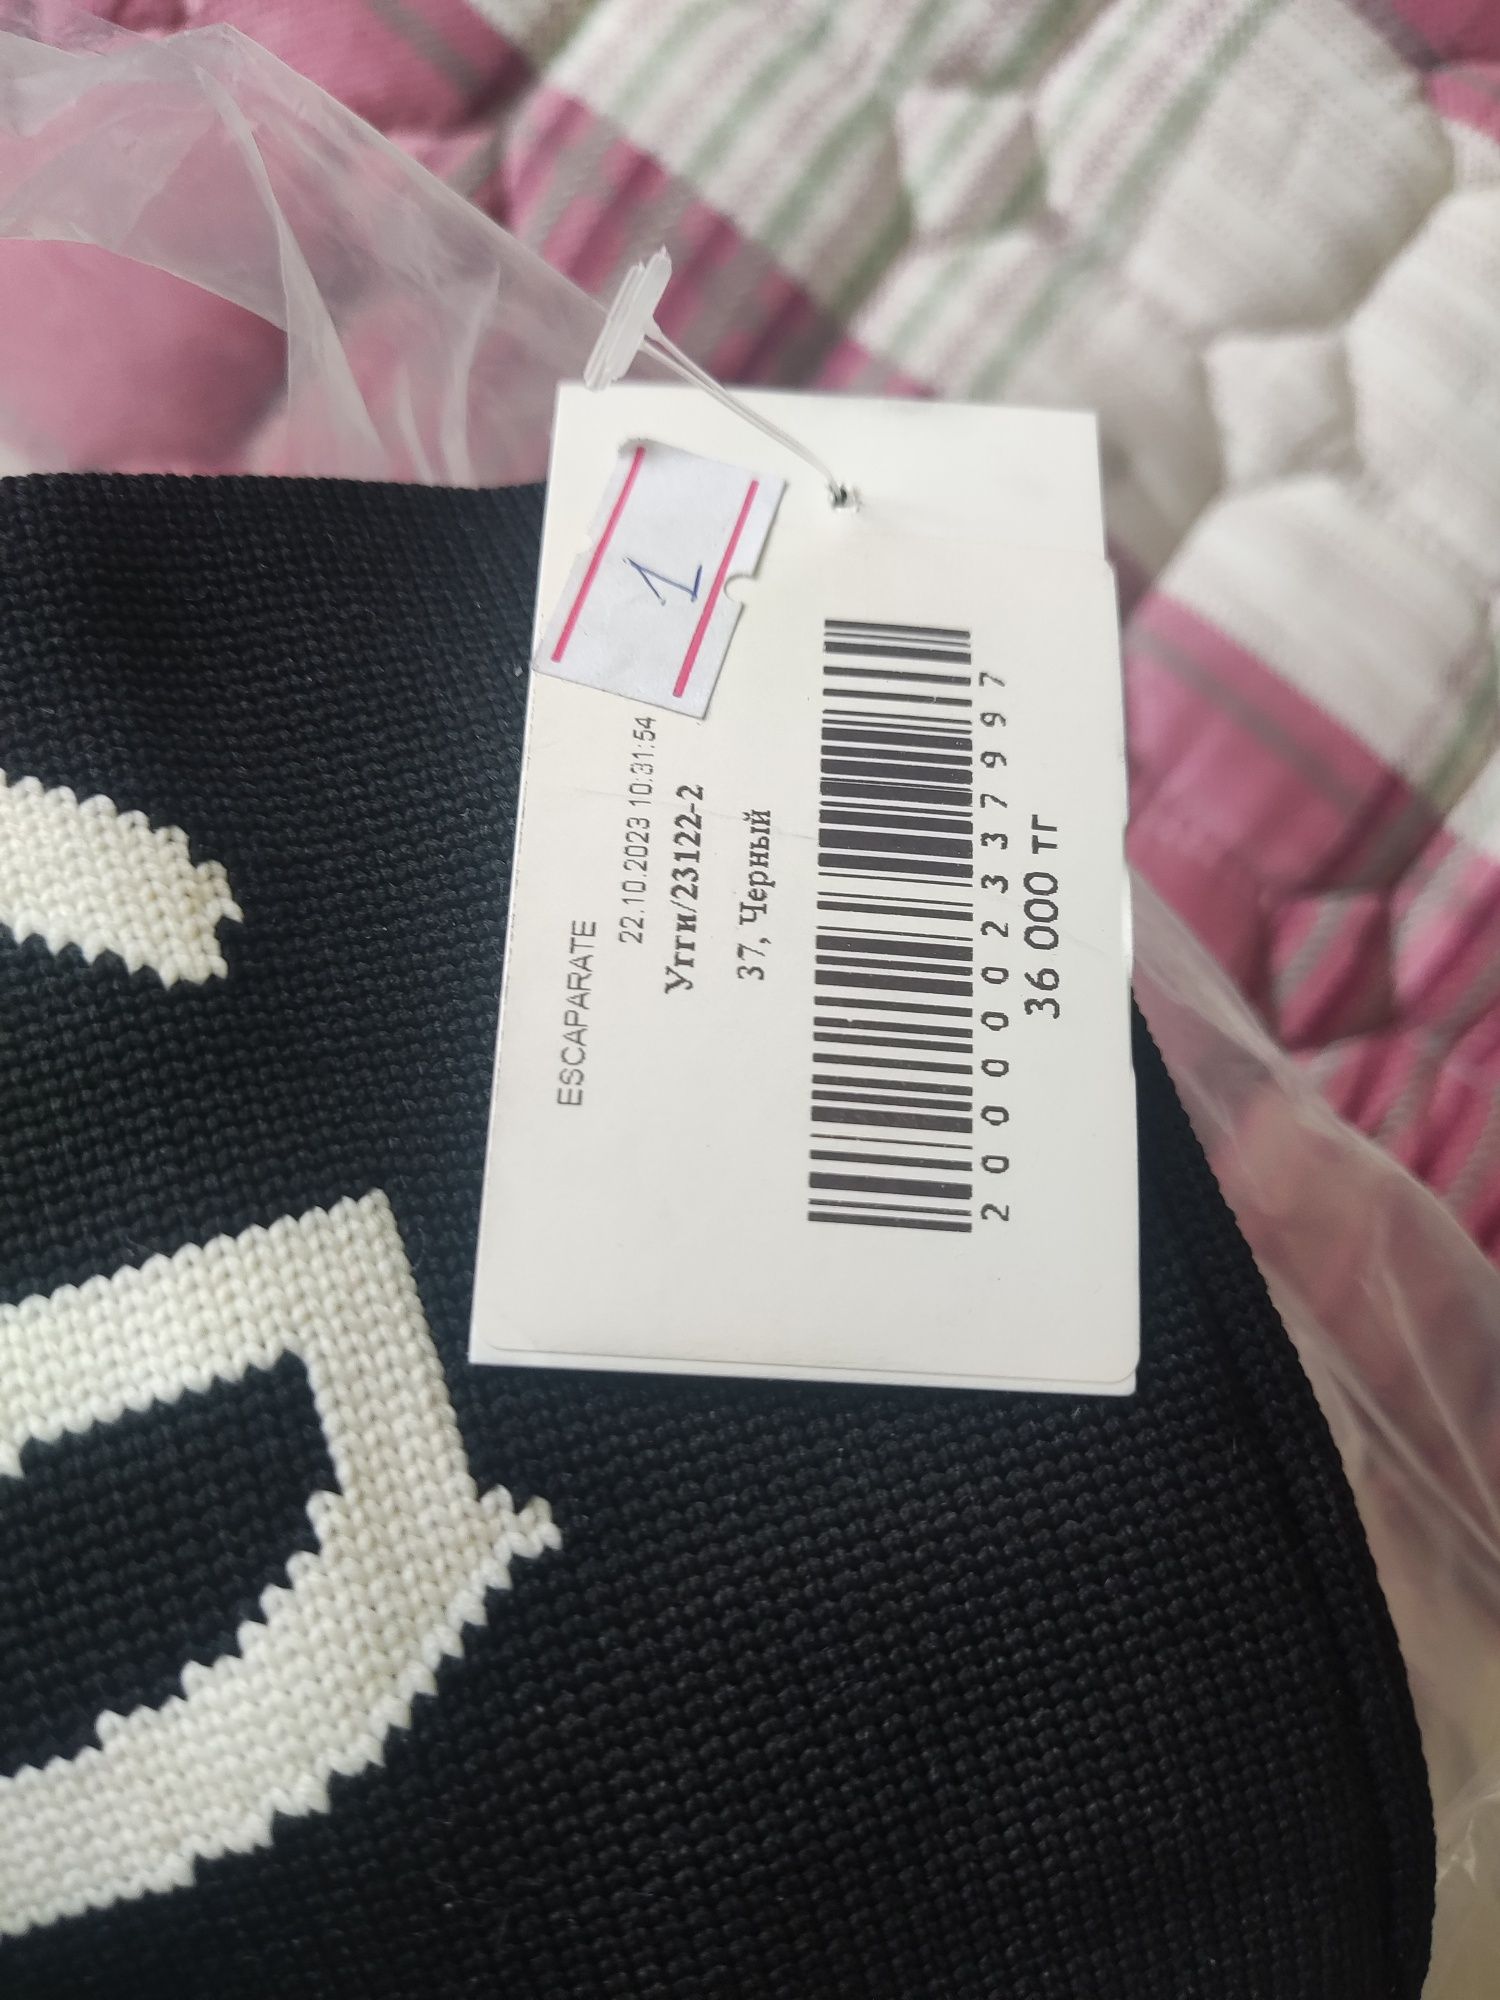 1
ESCAPARATE
22.10.2023 10:31:54
Угги/23122-2
37, Черный
2000002337997
36 000 тг